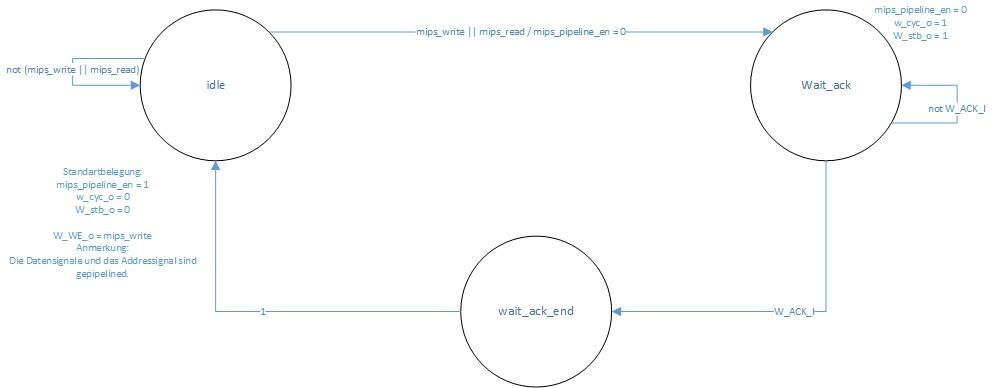 mips_pipeline_en = 0
w_cyc_o = 1
W_stb_o = 1
mips_write || mips_read / mips_pipeline_en = 0
not (mips_write || mips_read)
idle
Wait_ack
not W_ACK_I
Standartbelegung:
mips_pipeline_en = 1
w_cyc_o = 0
W_stb_o = 0
W_WE_o = mips_write
Anmerkung:
Die Datensignale und das Addressignal sind
gepipelined.
1
wait_ack_end
W_ACK_I